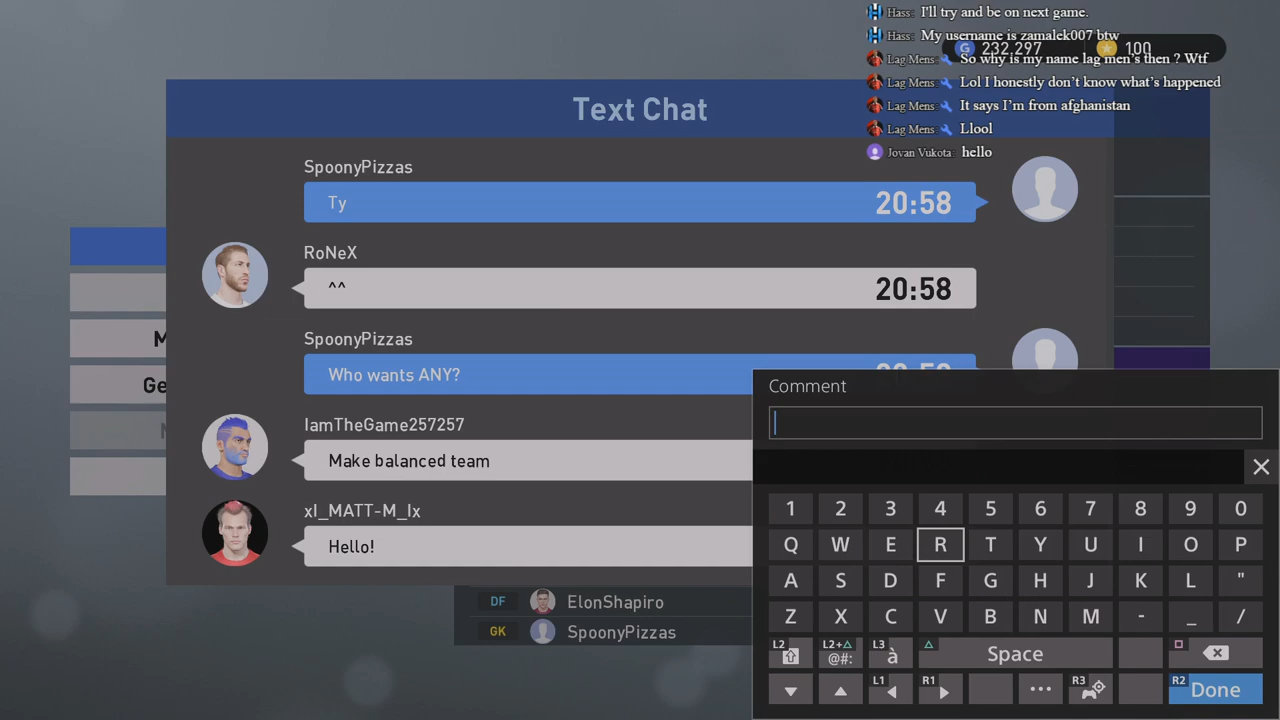 Hass: I'll try and be on next game.
Hass: My username is zamalek007 btw
232,297 100
Lag Mens: So why is my name lag men's then ? Wtf
Lag Mens: Lol I honestly don't know what's happened
Lag Mens: It says I'm from afghanistan
Lag Mens: Llool
Jovan Vukota: hello
Text Chat
SpoonyPizzas
Ty 20:58
RoNeX
^^ 20:58
SpoonyPizzas
Who wants ANY?
IamTheGame257257
Make balanced team
xI_MATT-M_Ix
Hello!
M
Ge
DF ElonShapiro
GK SpoonyPizzas
Comment
1 2 3 4 5 6 7 8 9 0
Q W E R T Y U I O P
A S D F G H J K L "
Z X C V B N M - _ /
L2 L2+△ @#: L3 à △ Space
L1 R1 ... R3 R2 Done